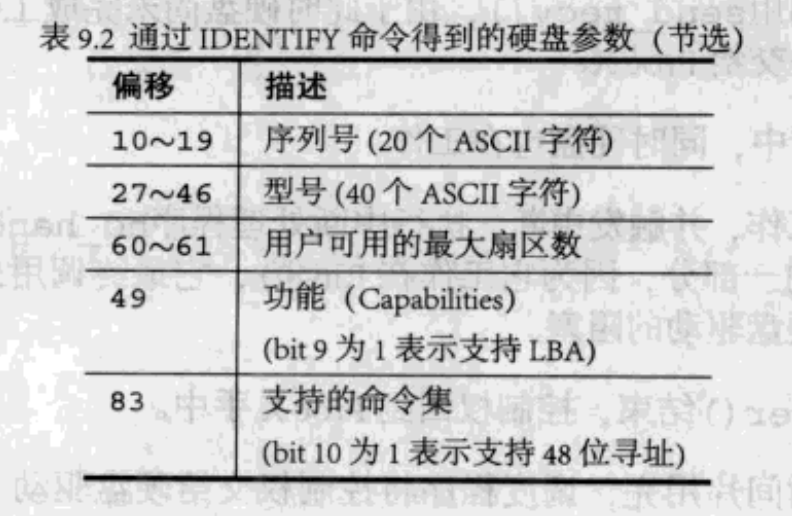 表 9.2 通过 IDENTIFY 命令得到的硬盘参数（节选）
偏移 描述
10～19 序列号 (20 个 ASCII 字符)
27～46 型号 (40 个 ASCII 字符)
60～61 用户可用的最大扇区数
49 功能（Capabilities）
(bit 9 为 1 表示支持 LBA)
83 支持的命令集
(bit 10 为 1 表示支持 48 位寻址)